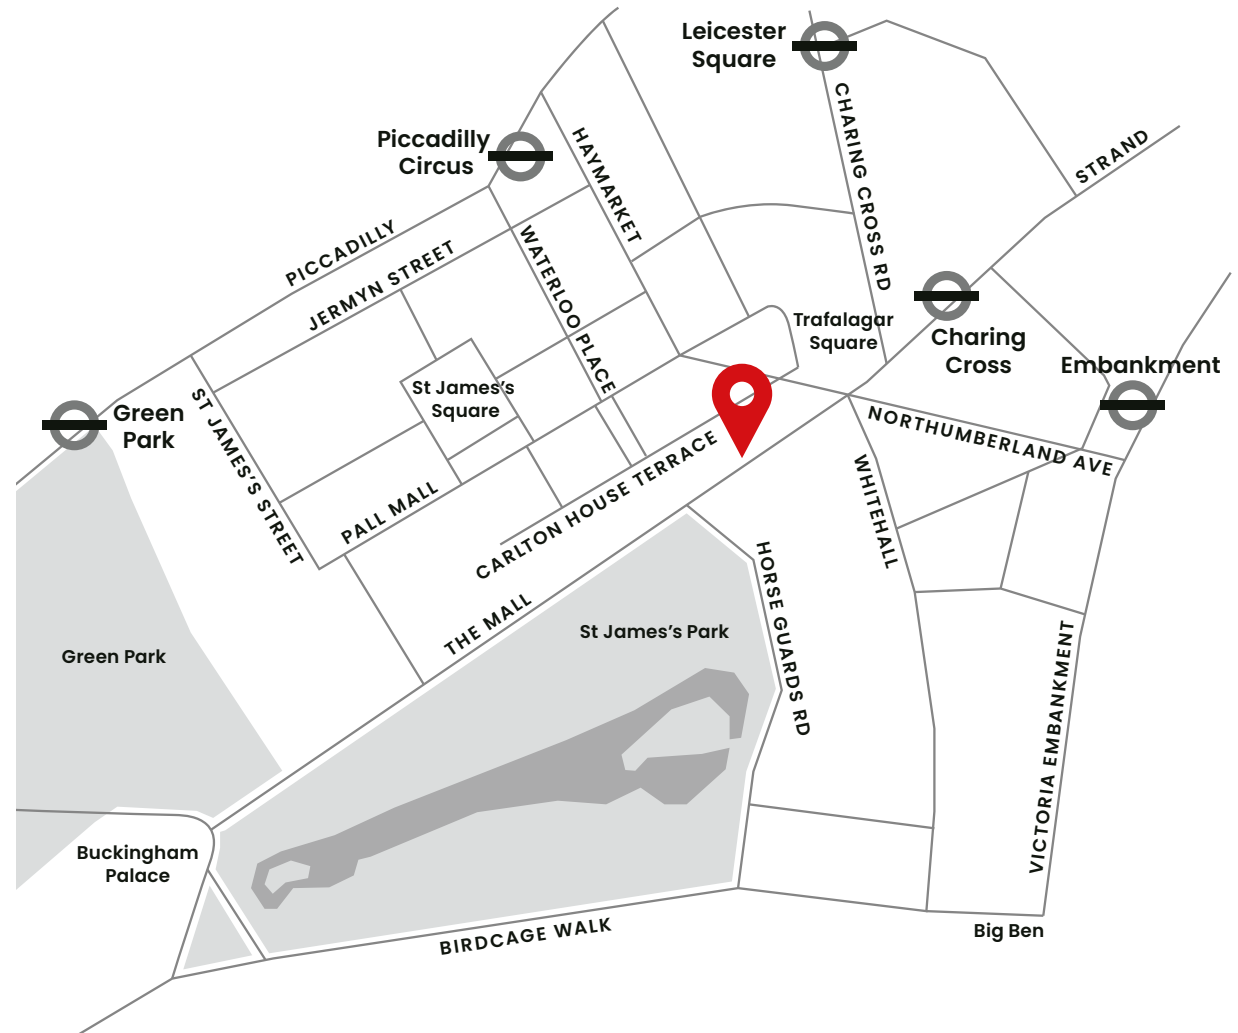 Leicester
Square
Piccadilly
Circus
CHARING CROSS RD
HAYMARKET
STRAND
PICCADILLY
JERMYN STREET
WATERLOO PLACE
Trafalagar
Square
Charing
Cross
Embankment
St James's
Square
Green
Park
ST JAMES'S STREET
NORTHUMBERLAND AVE
CARLTON HOUSE TERRACE
PALL MALL
WHITEHALL
HORSE GUARDS RD
THE MALL
St James's Park
Green Park
VICTORIA EMBANKMENT
Buckingham
Palace
BIRDCAGE WALK
Big Ben